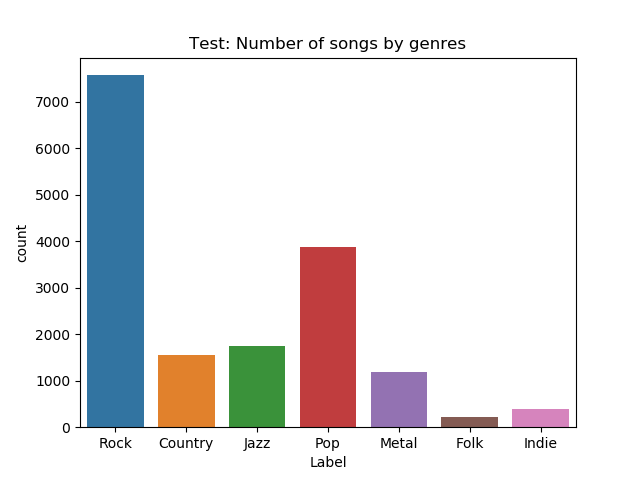 Test: Number of songs by genres
count
7000
6000
5000
4000
3000
2000
1000
0
Rock Country Jazz Pop Metal Folk Indie
Label